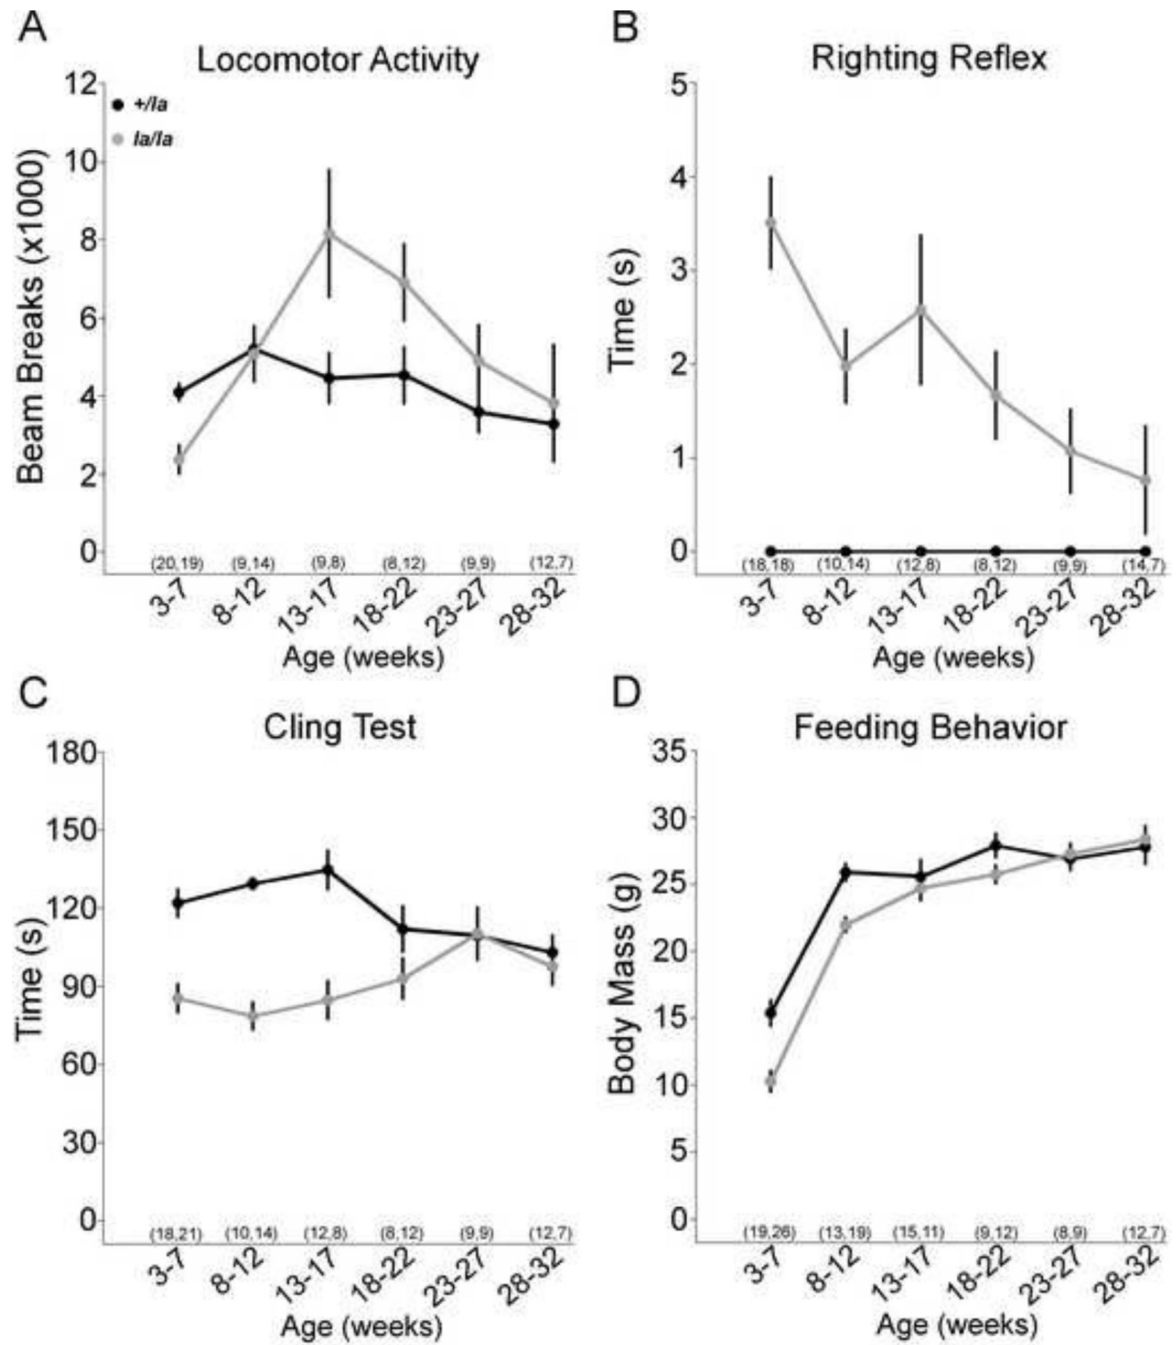 A
Locomotor Activity
12
10
8
6
4
2
0
Beam Breaks (x1000)
+/la
la/la
(20,19) (9,14) (9,8) (8,12) (9,9) (12,7)
3-7 8-12 13-17 18-22 23-27 28-32
Age (weeks)
B
Righting Reflex
5
4
3
2
1
0
Time (s)
(18,18) (10,14) (12,8) (8,12) (9,9) (14,7)
3-7 8-12 13-17 18-22 23-27 28-32
Age (weeks)
C
Cling Test
180
150
120
90
60
30
0
Time (s)
(18,21) (10,14) (12,8) (8,12) (9,9) (12,7)
3-7 8-12 13-17 18-22 23-27 28-32
Age (weeks)
D
Feeding Behavior
35
30
25
20
15
10
5
0
Body Mass (g)
(19,26) (13,19) (15,11) (9,12) (8,9) (12,7)
3-7 8-12 13-17 18-22 23-27 28-32
Age (weeks)